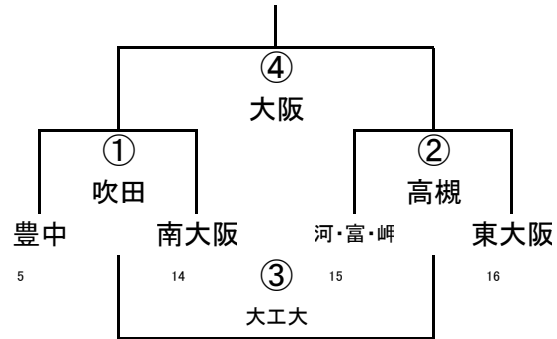 ④
大阪
① ②
吹田 高槻
豊中 南大阪 河・富・岬 東大阪
5 14 ③ 15 16
大工大